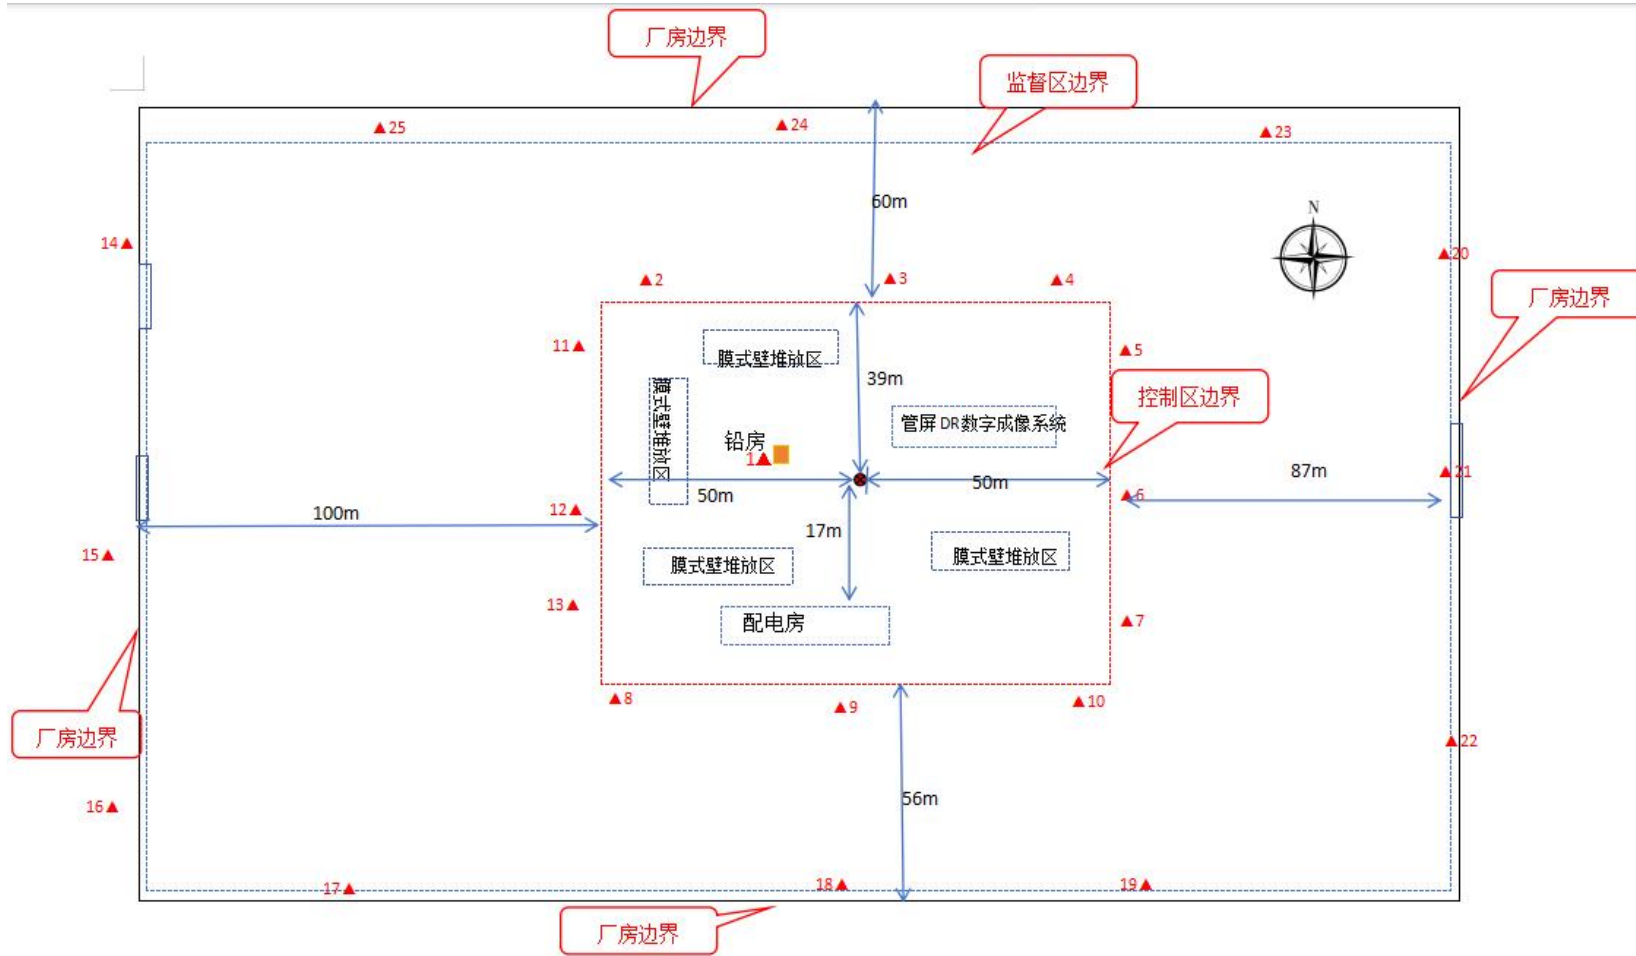 厂房边界
监督区边界
▲25
▲24
▲23
60m
N
14▲
▲20
▲2
▲3
▲4
厂房边界
11▲
▲5
膜式壁堆放区
膜式壁堆放区
39m
控制区边界
管屏DR数字成像系统
铅房
1▲
50m
50m
87m
▲21
▲6
100m
12▲
17m
15▲
膜式壁堆放区
膜式壁堆放区
13▲
配电房
▲7
▲8
▲9
▲10
厂房边界
▲22
56m
16▲
17▲
18▲
19▲
厂房边界